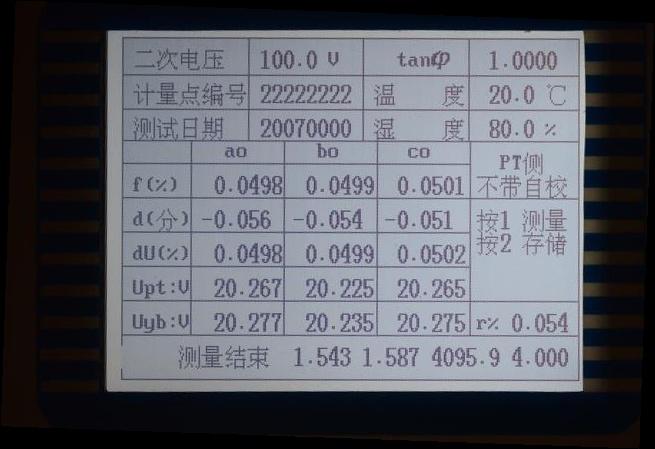 二次电压 100.0 V tanφ 1.0000
计量点编号 22222222 温 度 20.0 ℃
测试日期 20070000 湿 度 80.0 %
ao bo co PT侧
f(%) 0.0498 0.0499 0.0501 不带自校
d(分) -0.056 -0.054 -0.051 按1 测量
dU(%) 0.0498 0.0499 0.0502 按2 存储
Upt:V 20.267 20.225 20.265
Uyb:V 20.277 20.235 20.275 r% 0.054
测量结束 1.543 1.587 4095.9 4.000